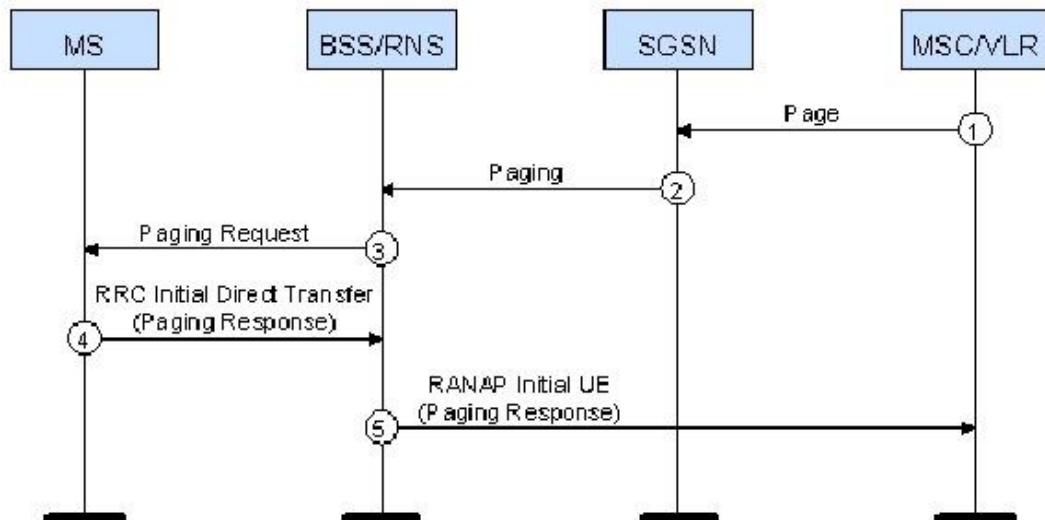 MS
BSS/RNS
SGSN
MSC/VLR
Page
1
Paging
2
Paging Request
3
RRC Initial Direct Transfer
(Paging Response)
4
RANAP Initial UE
(Paging Response)
5